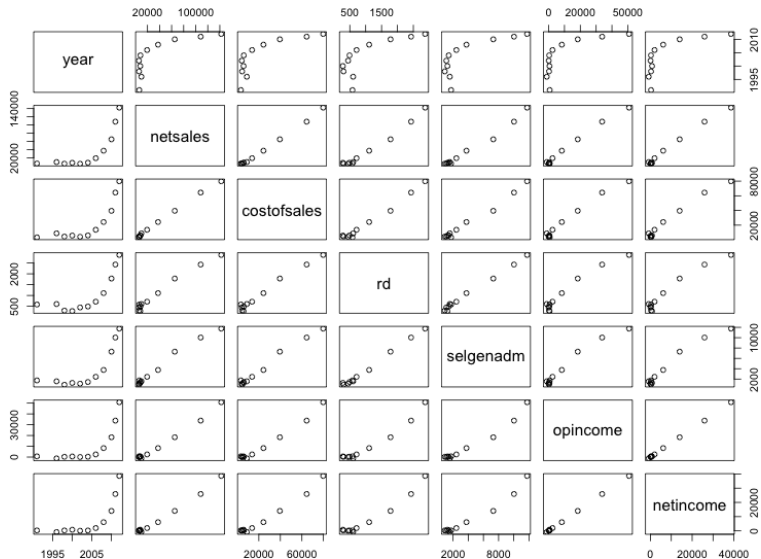 20000 100000 500 1500 0 20000 50000
year 1995 2010
20000 140000 netsales
costofsales 20000 80000
500 2000 rd
selgenadm 2000 10000
0 30000 opincome
netincome 0 20000
1995 2005 20000 60000 2000 8000 0 20000 40000